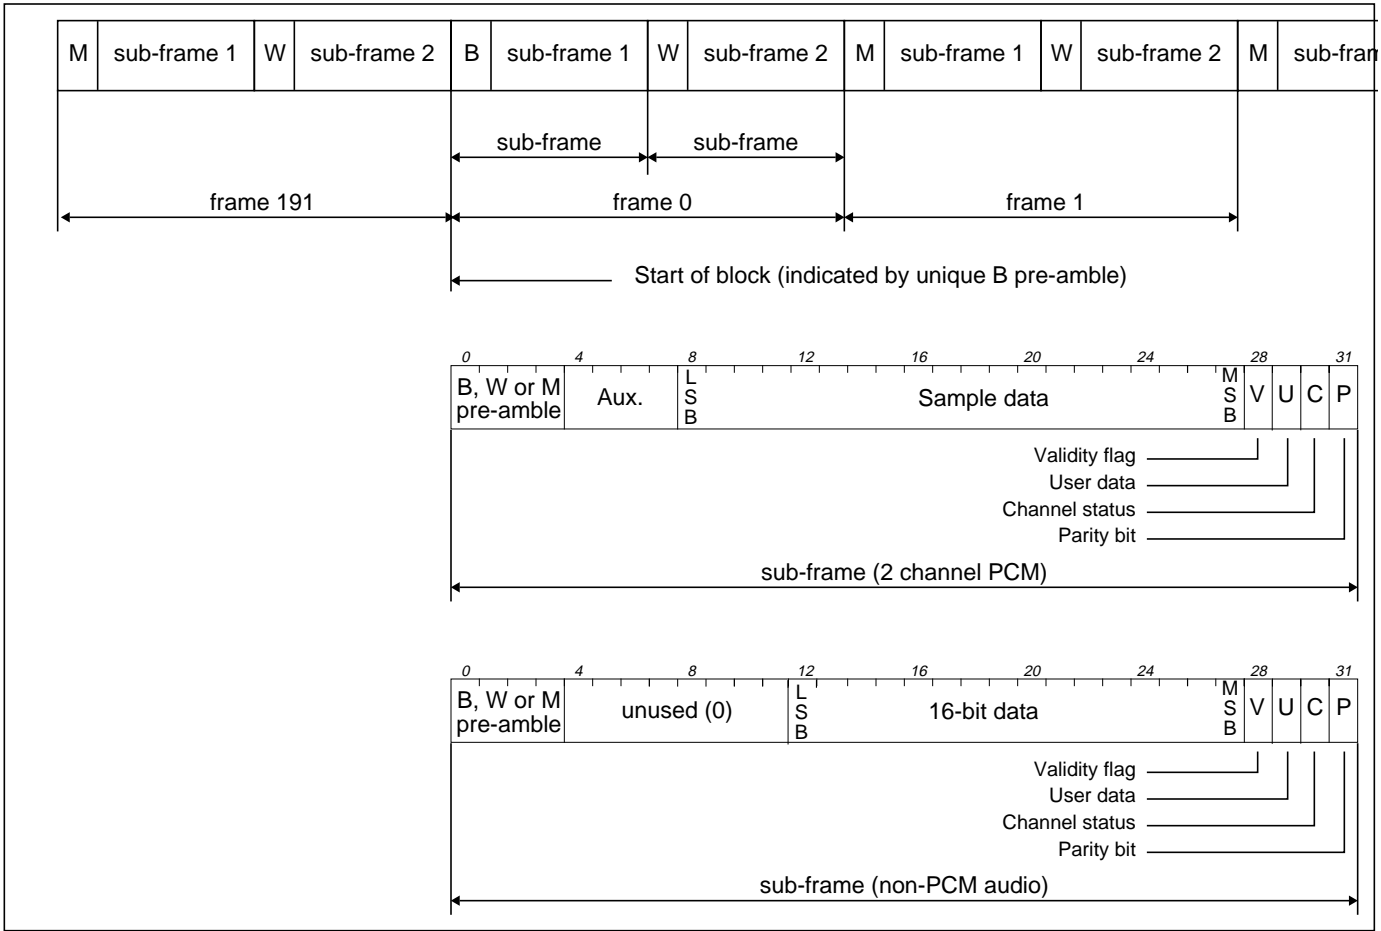 M sub-frame 1 W sub-frame 2 B sub-frame 1 W sub-frame 2 M sub-frame 1 W sub-frame 2 M sub-fram
sub-frame sub-frame
frame 191 frame 0 frame 1
Start of block (indicated by unique B pre-amble)
0 4 8 12 16 20 24 28 31
B, W or M
pre-amble
Aux.
LSB
Sample data
MSB
V U C P
Validity flag
User data
Channel status
Parity bit
sub-frame (2 channel PCM)
0 4 8 12 16 20 24 28 31
B, W or M
pre-amble
unused (0)
LSB
16-bit data
MSB
V U C P
Validity flag
User data
Channel status
Parity bit
sub-frame (non-PCM audio)